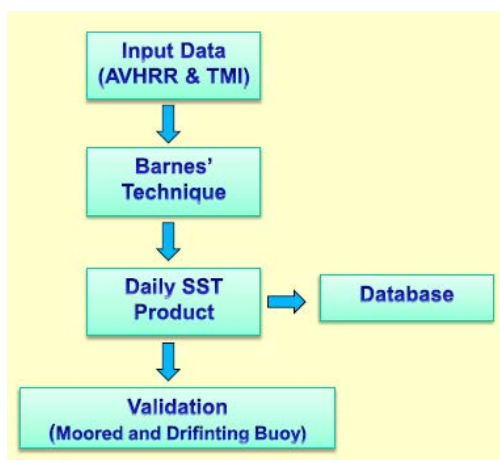 Input Data
(AVHRR & TMI)
Barnes’
Technique
Daily SST
Product
Database
Validation
(Moored and Drifinting Buoy)